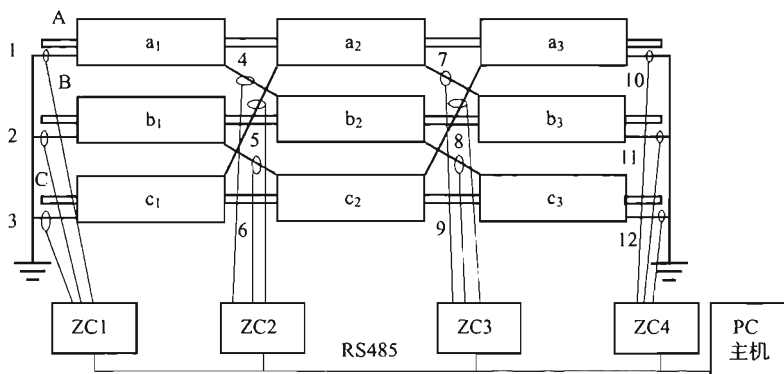 A
1
a₁
4
a₂
7
a₃
10
B
2
b₁
5
b₂
8
b₃
11
C
3
c₁
6
c₂
9
c₃
12
ZC1
ZC2
RS485
ZC3
ZC4
PC
主机